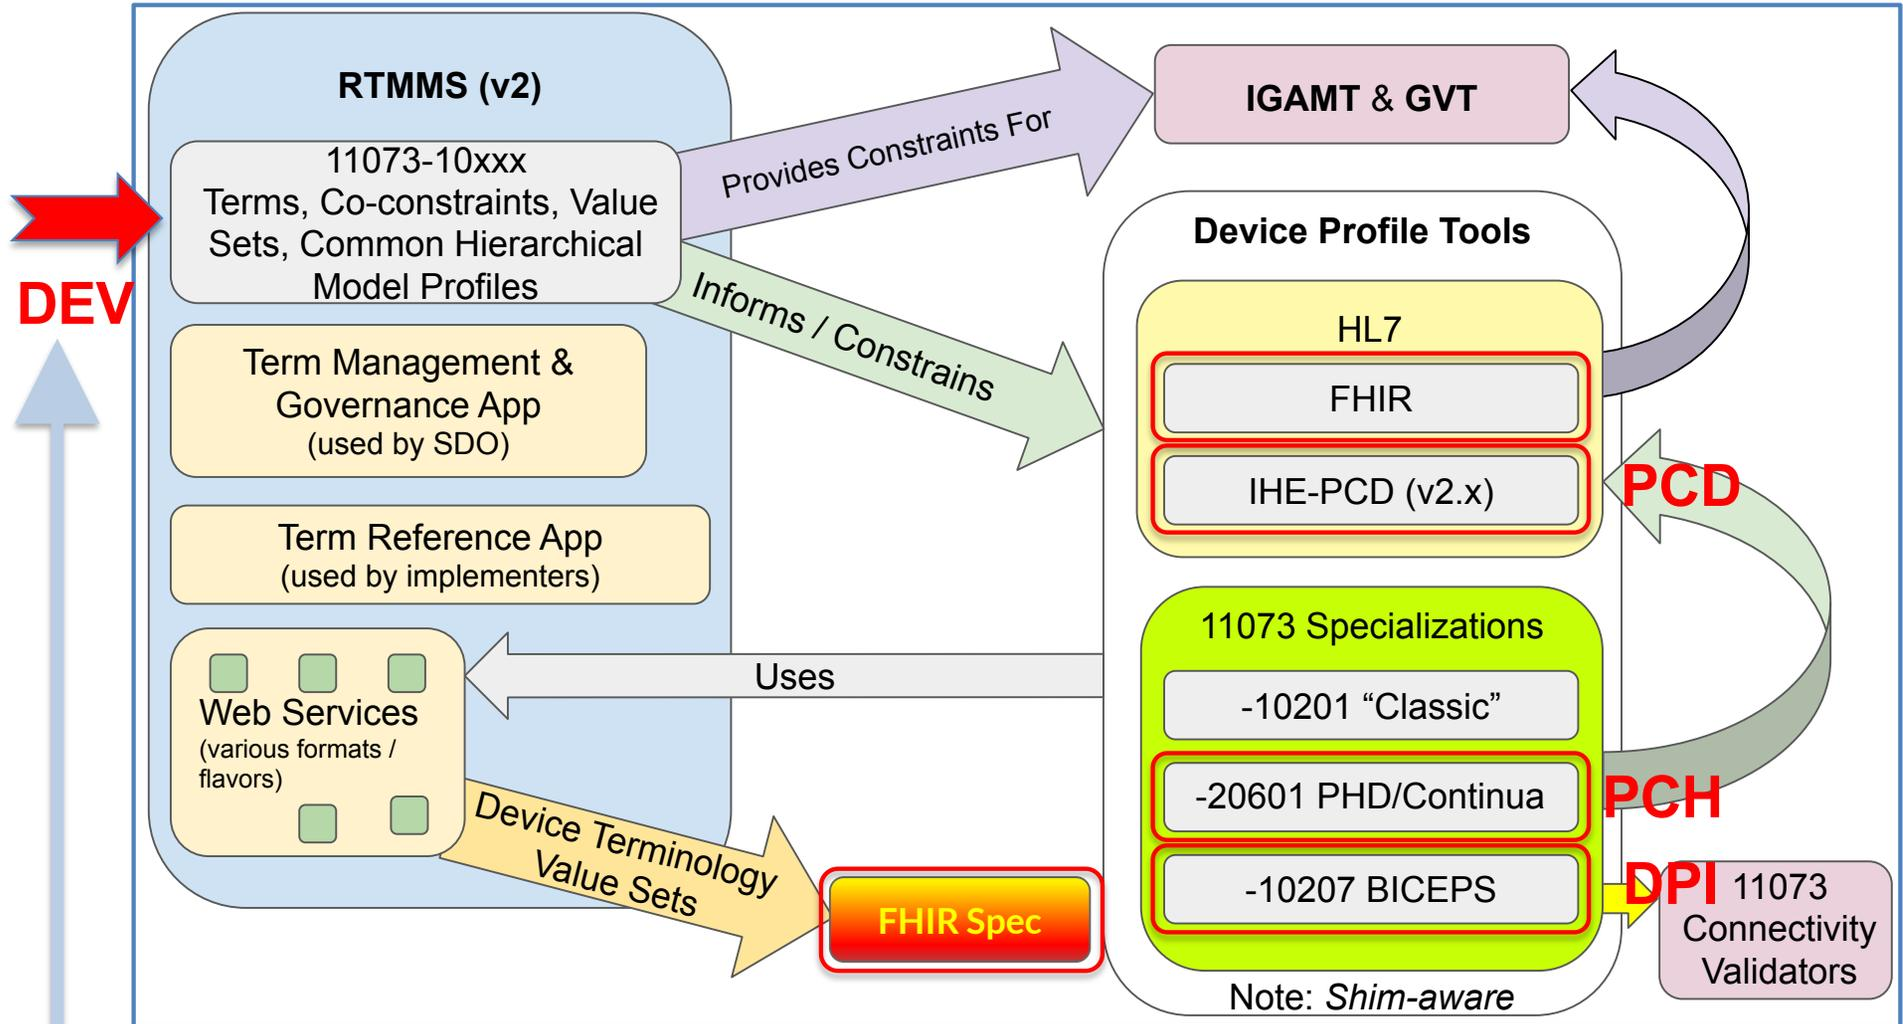 RTMMS (v2)
11073-10xxx
Terms, Co-constraints, Value
Sets, Common Hierarchical
Model Profiles
DEV
Term Management &
Governance App
(used by SDO)
Term Reference App
(used by implementers)
Web Services
(various formats /
flavors)
Provides Constraints For
Informs / Constrains
Uses
Device Terminology
Value Sets
FHIR Spec
IGAMT & GVT
Device Profile Tools
HL7
FHIR
IHE-PCD (v2.x)
PCD
11073 Specializations
-10201 “Classic”
-20601 PHD/Continua
PCH
-10207 BICEPS
DPI
11073
Connectivity
Validators
Note: Shim-aware